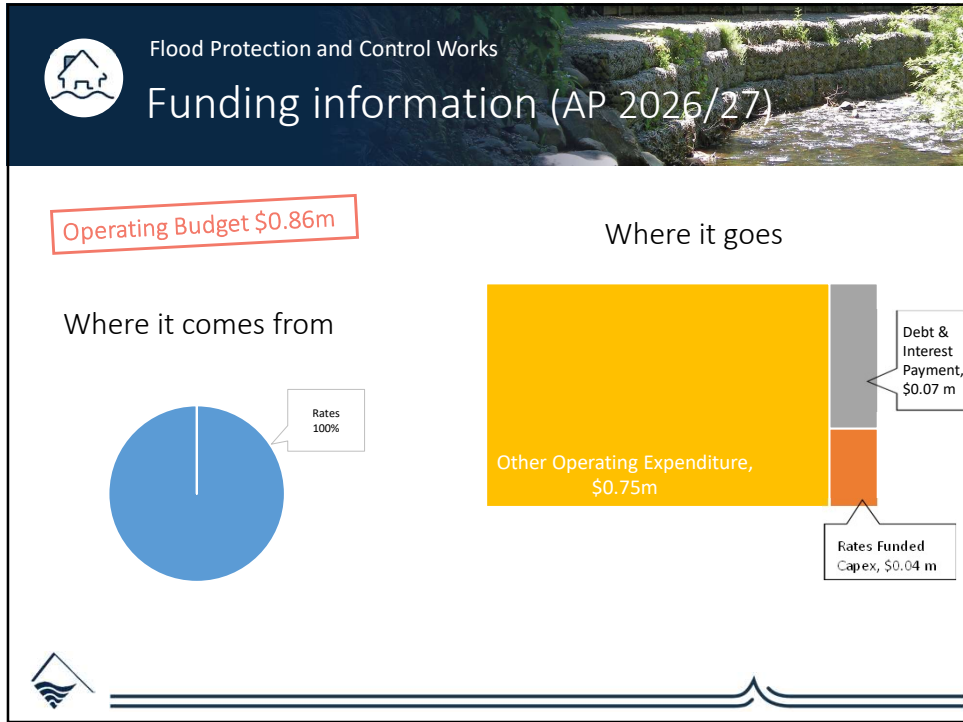 Flood Protection and Control Works
Funding information (AP 2026/27)
Operating Budget $0.86m
Where it goes
Where it comes from
Rates
100%
Other Operating Expenditure,
$0.75m
Debt &
Interest
Payment,
$0.07 m
Rates Funded
Capex, $0.04 m